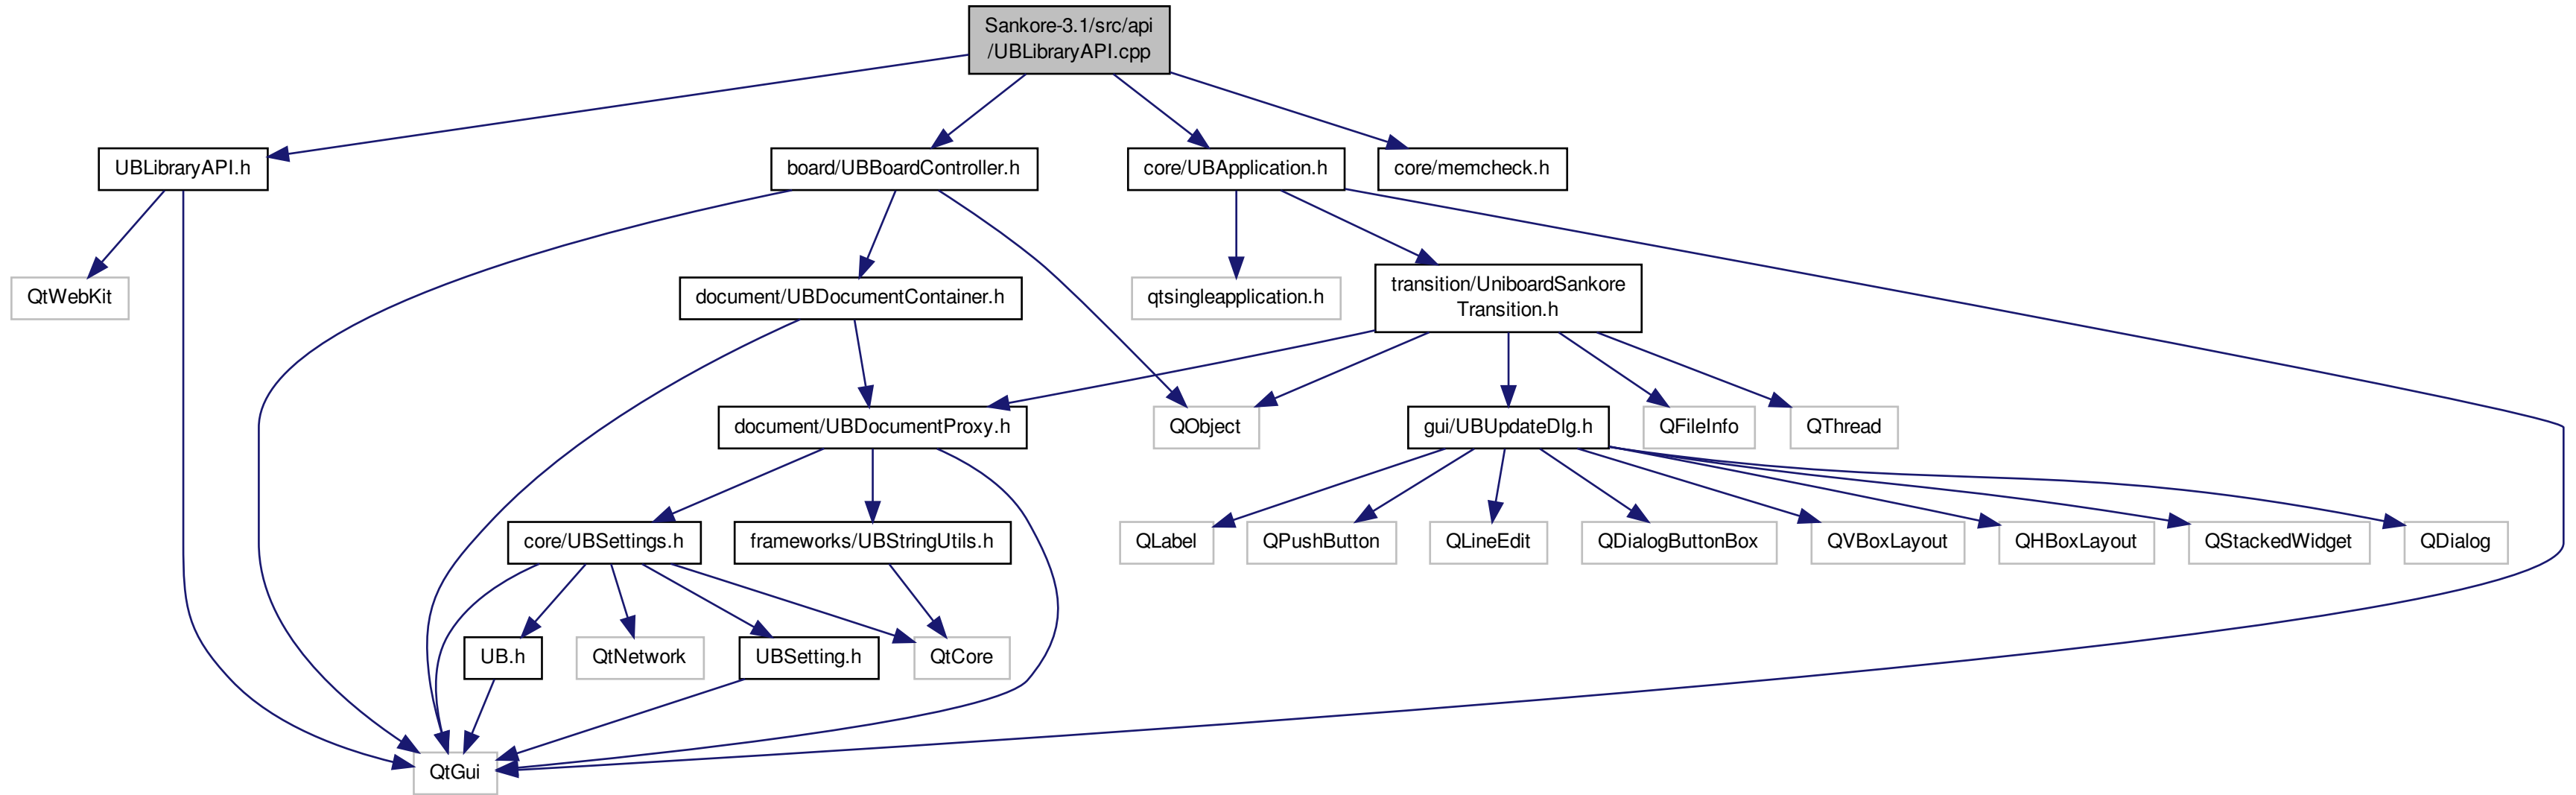 Sankore-3.1/src/api
/UBLibraryAPI.cpp
UBLibraryAPI.h
board/UBBoardController.h
core/UBApplication.h
core/memcheck.h
QtWebKit
document/UBDocumentContainer.h
qtsingleapplication.h
transition/UniboardSankore
Transition.h
document/UBDocumentProxy.h
QObject
gui/UBUpdateDlg.h
QFileInfo
QThread
core/UBSettings.h
frameworks/UBStringUtils.h
QLabel
QPushButton
QLineEdit
QDialogButtonBox
QVBoxLayout
QHBoxLayout
QStackedWidget
QDialog
UB.h
QtNetwork
UBSetting.h
QtCore
QtGui